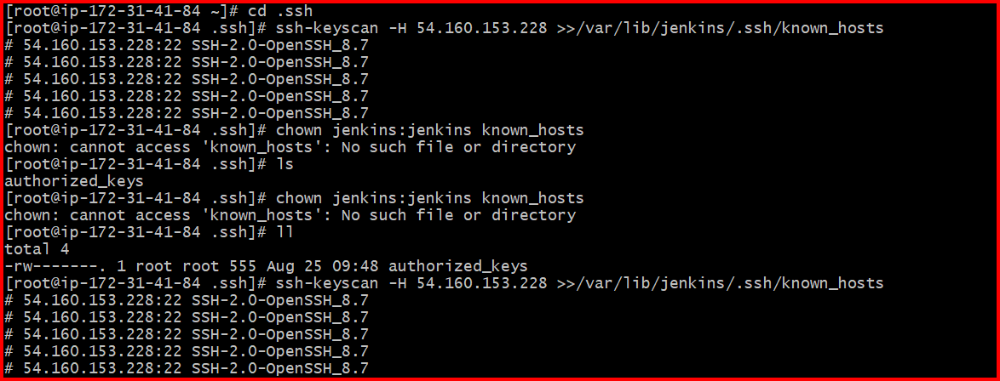 [root@ip-172-31-41-84 ~]# cd .ssh
[root@ip-172-31-41-84 .ssh]# ssh-keyscan -H 54.160.153.228 >>/var/lib/jenkins/.ssh/known_hosts
# 54.160.153.228:22 SSH-2.0-OpenSSH_8.7
# 54.160.153.228:22 SSH-2.0-OpenSSH_8.7
# 54.160.153.228:22 SSH-2.0-OpenSSH_8.7
# 54.160.153.228:22 SSH-2.0-OpenSSH_8.7
# 54.160.153.228:22 SSH-2.0-OpenSSH_8.7
[root@ip-172-31-41-84 .ssh]# chown jenkins:jenkins known_hosts
chown: cannot access 'known_hosts': No such file or directory
[root@ip-172-31-41-84 .ssh]# ls
authorized_keys
[root@ip-172-31-41-84 .ssh]# chown jenkins:jenkins known_hosts
chown: cannot access 'known_hosts': No such file or directory
[root@ip-172-31-41-84 .ssh]# ll
total 4
-rw-------. 1 root root 555 Aug 25 09:48 authorized_keys
[root@ip-172-31-41-84 .ssh]# ssh-keyscan -H 54.160.153.228 >>/var/lib/jenkins/.ssh/known_hosts
# 54.160.153.228:22 SSH-2.0-OpenSSH_8.7
# 54.160.153.228:22 SSH-2.0-OpenSSH_8.7
# 54.160.153.228:22 SSH-2.0-OpenSSH_8.7
# 54.160.153.228:22 SSH-2.0-OpenSSH_8.7
# 54.160.153.228:22 SSH-2.0-OpenSSH_8.7